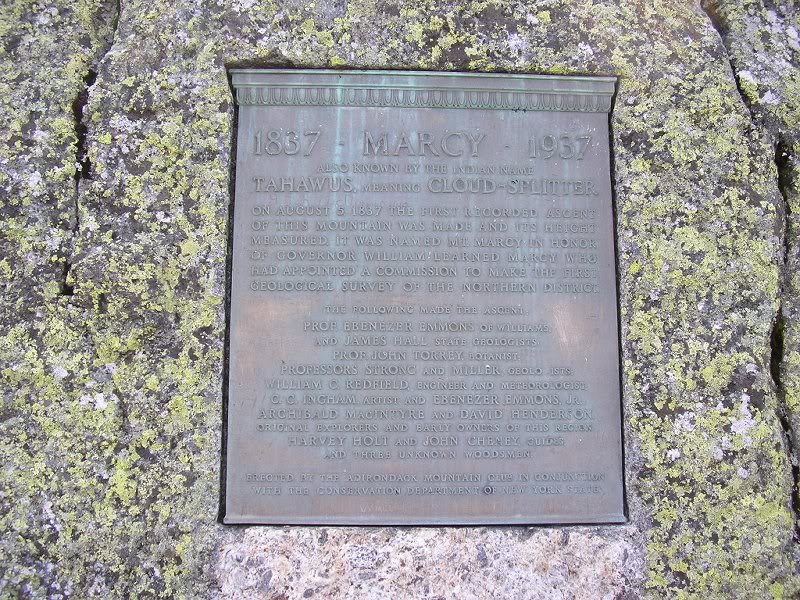 1837 · MARCY · 1937
ALSO KNOWN BY THE INDIAN NAME
TAHAWUS, MEANING CLOUD-SPLITTER
ON AUGUST 5, 1837 THE FIRST RECORDED ASCENT
OF THIS MOUNTAIN WAS MADE AND ITS HEIGHT
MEASURED. IT WAS NAMED MT. MARCY IN HONOR
OF GOVERNOR WILLIAM LEARNED MARCY WHO
HAD APPOINTED A COMMISSION TO MAKE THE FIRST
GEOLOGICAL SURVEY OF THE NORTHERN DISTRICT
THE FOLLOWING MADE THE ASCENT:
PROF. EBENEZER EMMONS OF WILLIAMS,
AND JAMES HALL, STATE GEOLOGISTS;
PROF. JOHN TORREY, BOTANIST;
PROFESSORS STRONG AND MILLER, GEOLOGISTS;
WILLIAM C. REDFIELD, ENGINEER AND METEOROLOGIST;
C. C. INGHAM, ARTIST AND EBENEZER EMMONS, JR.
ARCHIBALD MACINTYRE AND DAVID HENDERSON,
ORIGINAL EXPLORERS AND EARLY OWNERS OF THIS REGION
HARVEY HOLT AND JOHN CHENEY, GUIDES
AND THREE UNKNOWN WOODSMEN
ERECTED BY THE ADIRONDACK MOUNTAIN CLUB IN CONJUNCTION
WITH THE CONSERVATION DEPARTMENT OF NEW YORK STATE